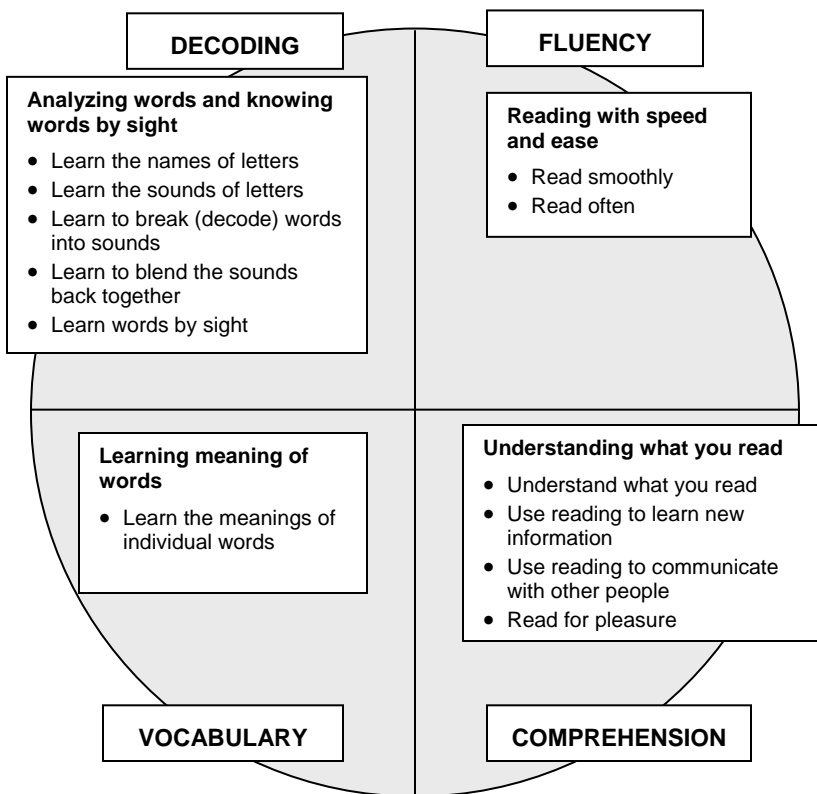 DECODING
Analyzing words and knowing
words by sight
• Learn the names of letters
• Learn the sounds of letters
• Learn to break (decode) words
into sounds
• Learn to blend the sounds
back together
• Learn words by sight
FLUENCY
Reading with speed
and ease
• Read smoothly
• Read often
Learning meaning of
words
• Learn the meanings of
individual words
VOCABULARY
Understanding what you read
• Understand what you read
• Use reading to learn new
information
• Use reading to communicate
with other people
• Read for pleasure
COMPREHENSION